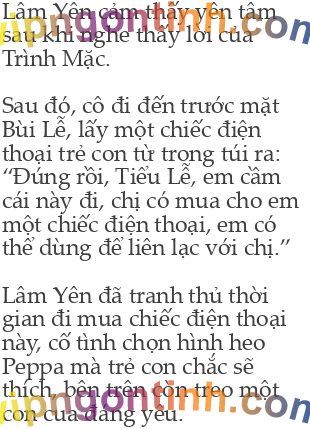 Lâm Yên cảm thấy yên tâm
sau khi nghe thấy lời của
Trình Mặc.
Sau đó, cô đi đến trước mặt
Bùi Lễ, lấy một chiếc điện
thoại trẻ con từ trong túi ra:
“Đúng rồi, Tiểu Lễ, em cầm
cái này đi, chị có mua cho em
một chiếc điện thoại, em có
thể dùng để liên lạc với chị.”
Lâm Yên đã tranh thủ thời
gian đi mua chiếc điện thoại
này, cố tình chọn hình heo
Peppa mà trẻ con chắc sẽ
thích, bên trên còn treo một
con cua đáng yêu.
vipngontinh.com
vipngontinh.com